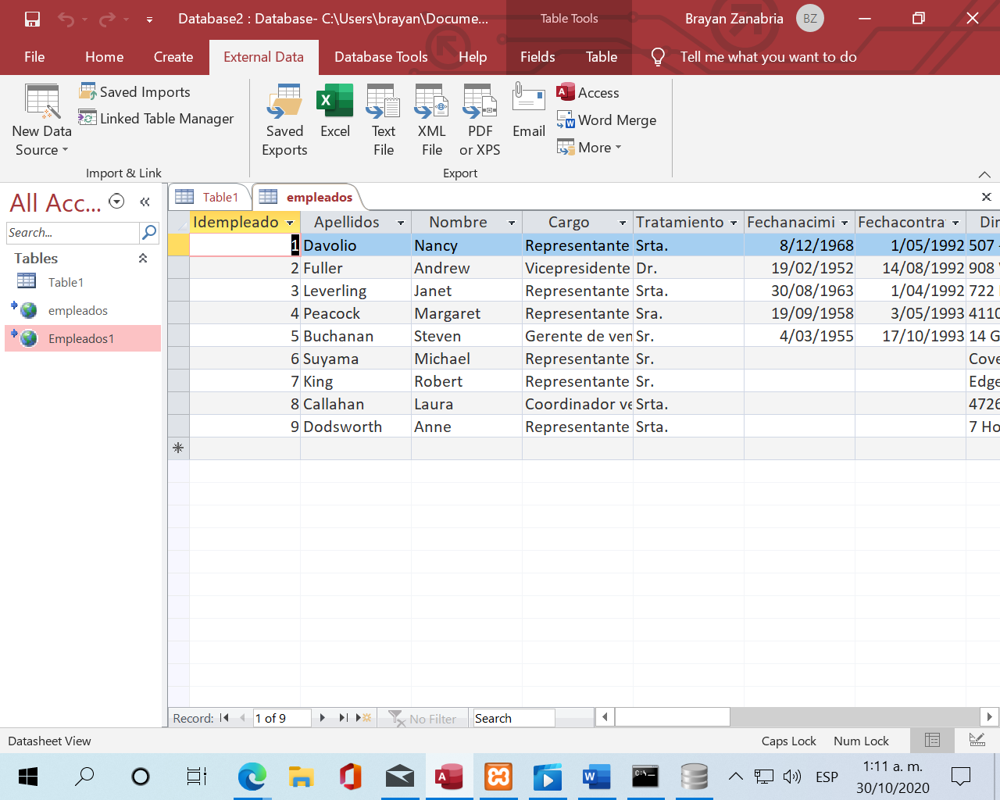 Database2 : Database- C:\Users\brayan\Docume...
Table Tools
Brayan Zanabria
BZ
File
Home
Create
External Data
Database Tools
Help
Fields
Table
Tell me what you want to do
New Data Source
Saved Imports
Linked Table Manager
Import & Link
Saved Exports
Excel
Text File
XML File
PDF or XPS
Email
Access
Word Merge
More
Export
All Acc...
Search...
Tables
Table1
empleados
Empleados1
Table1
empleados
Idempleado Apellidos Nombre Cargo Tratamiento Fechanacimi Fechacontra Dir
1 Davolio Nancy Representante Srta. 8/12/1968 1/05/1992 507
2 Fuller Andrew Vicepresidente Dr. 19/02/1952 14/08/1992 908
3 Leverling Janet Representante Srta. 30/08/1963 1/04/1992 722
4 Peacock Margaret Representante Sra. 19/09/1958 3/05/1993 4110
5 Buchanan Steven Gerente de ven Sr. 4/03/1955 17/10/1993 14 G
6 Suyama Michael Representante Sr. Cove
7 King Robert Representante Sr. Edge
8 Callahan Laura Coordinador ve Srta. 4726
9 Dodsworth Anne Representante Srta. 7 Ho
Record: 1 of 9 No Filter Search
Datasheet View
Caps Lock Num Lock
ESP
1:11 a. m.
30/10/2020